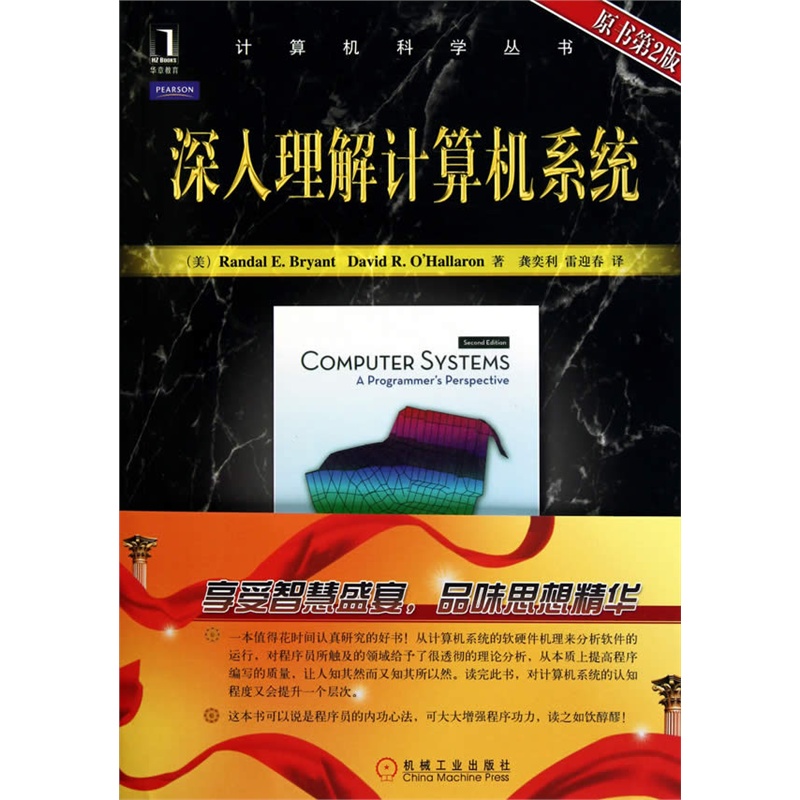 HZ BOOKS
华章教育
PEARSON
计算机科学丛书
原书第2版
深入理解计算机系统
(美) Randal E. Bryant David R. O'Hallaron 著 龚奕利 雷迎春 译
Second Edition
COMPUTER SYSTEMS
A Programmer's Perspective
享受智慧盛宴，品味思想精华
一本值得花时间认真研究的好书！从计算机系统的软硬件机理来分析软件的
运行，对程序员所触及的领域给予了很透彻的理论分析，从本质上提高程序
编写的质量，让人知其然而又知其所以然。读完此书，对计算机系统的认知
程度又会提升一个层次。
这本书可以说是程序员的内功心法，可大大增强程序功力，读之如饮醇醪！
机械工业出版社
China Machine Press